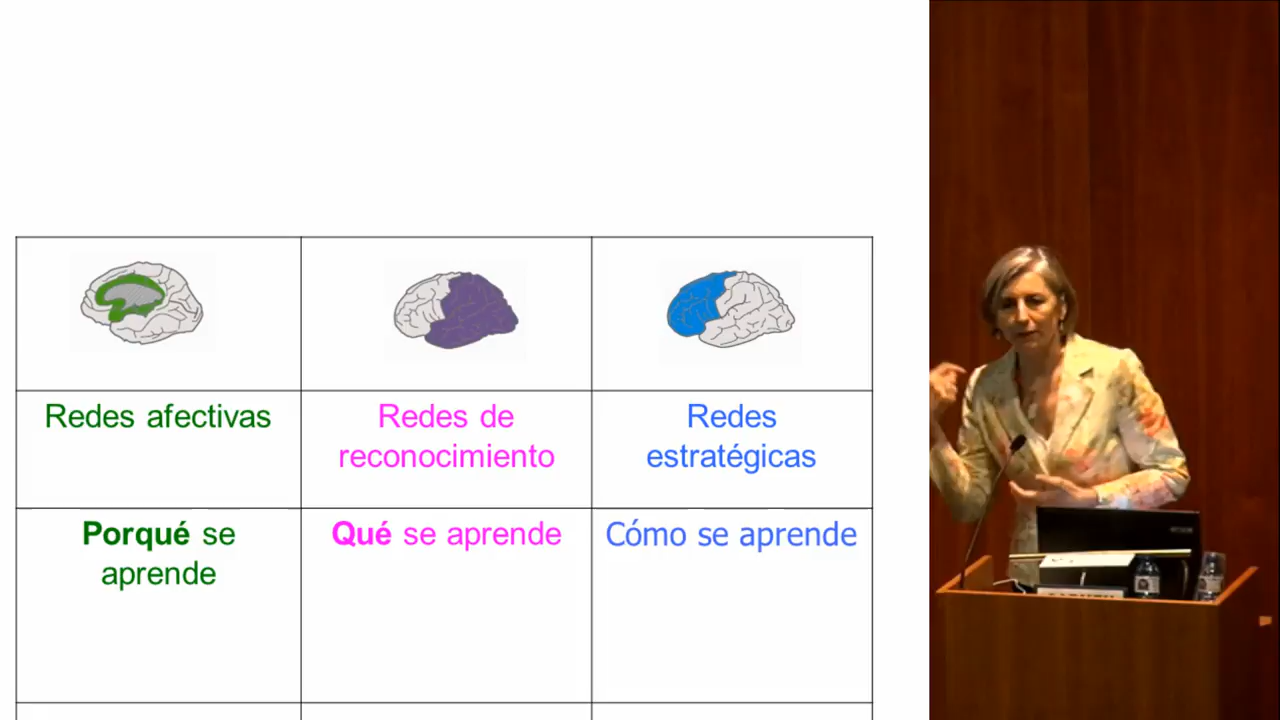 Redes afectivas
Redes de
reconocimiento
Redes
estratégicas
Porqué se
aprende
Qué se aprende
Cómo se aprende